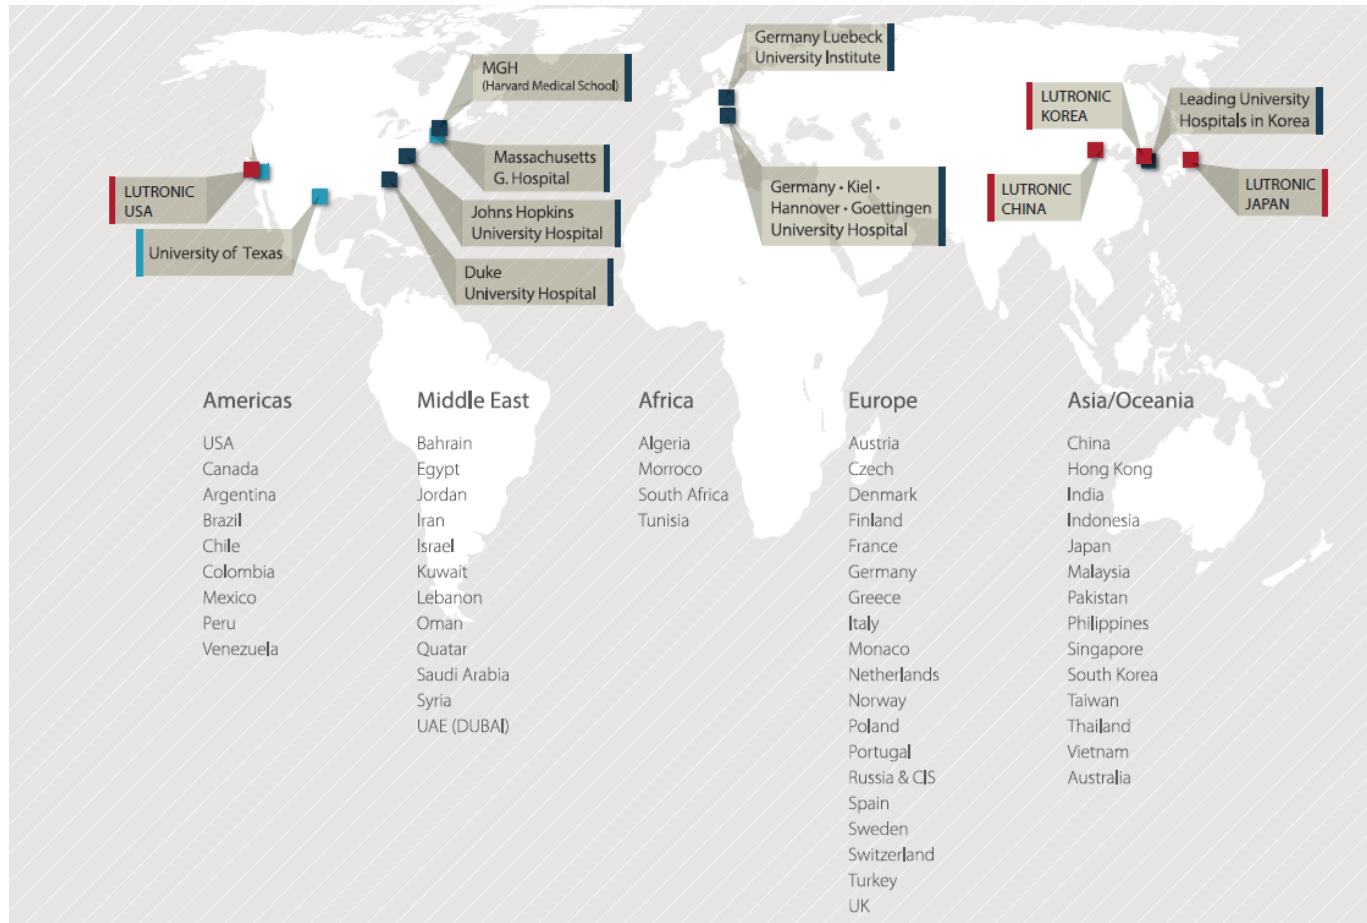 MGH
(Harvard Medical School)
Germany Luebeck
University Institute
LUTRONIC
KOREA
Leading University
Hospitals in Korea
LUTRONIC
USA
Massachusetts
G. Hospital
University of Texas
Johns Hopkins
University Hospital
Duke
University Hospital
Germany · Kiel ·
Hannover · Goettingen
University Hospital
LUTRONIC
CHINA
LUTRONIC
JAPAN
Americas
USA
Canada
Argentina
Brazil
Chile
Colombia
Mexico
Peru
Venezuela
Middle East
Bahrain
Egypt
Jordan
Iran
Israel
Kuwait
Lebanon
Oman
Quatar
Saudi Arabia
Syria
UAE (DUBAI)
Africa
Algeria
Morroco
South Africa
Tunisia
Europe
Austria
Czech
Denmark
Finland
France
Germany
Greece
Italy
Monaco
Netherlands
Norway
Poland
Portugal
Russia & CIS
Spain
Sweden
Switzerland
Turkey
UK
Asia/Oceania
China
Hong Kong
India
Indonesia
Japan
Malaysia
Pakistan
Philippines
Singapore
South Korea
Taiwan
Thailand
Vietnam
Australia